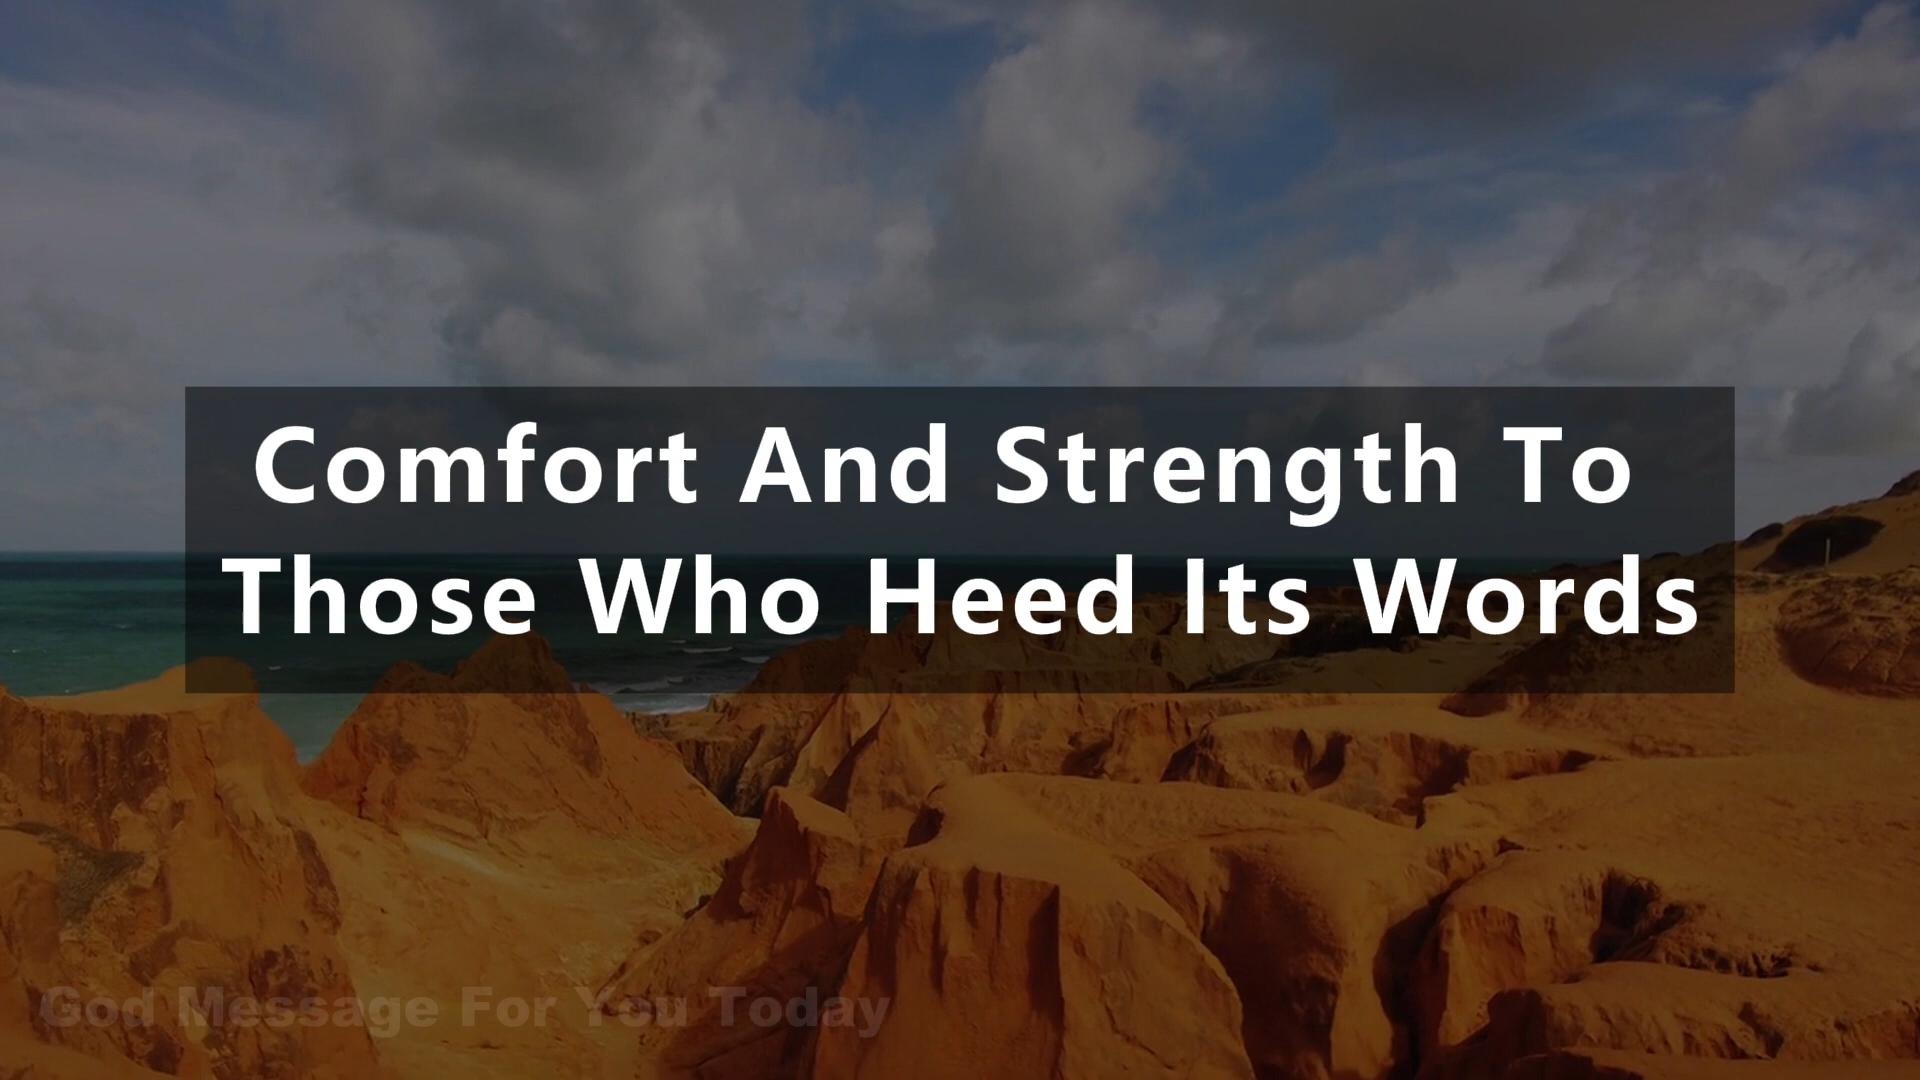 Comfort And Strength To
Those Who Heed Its Words
God Message For You Today